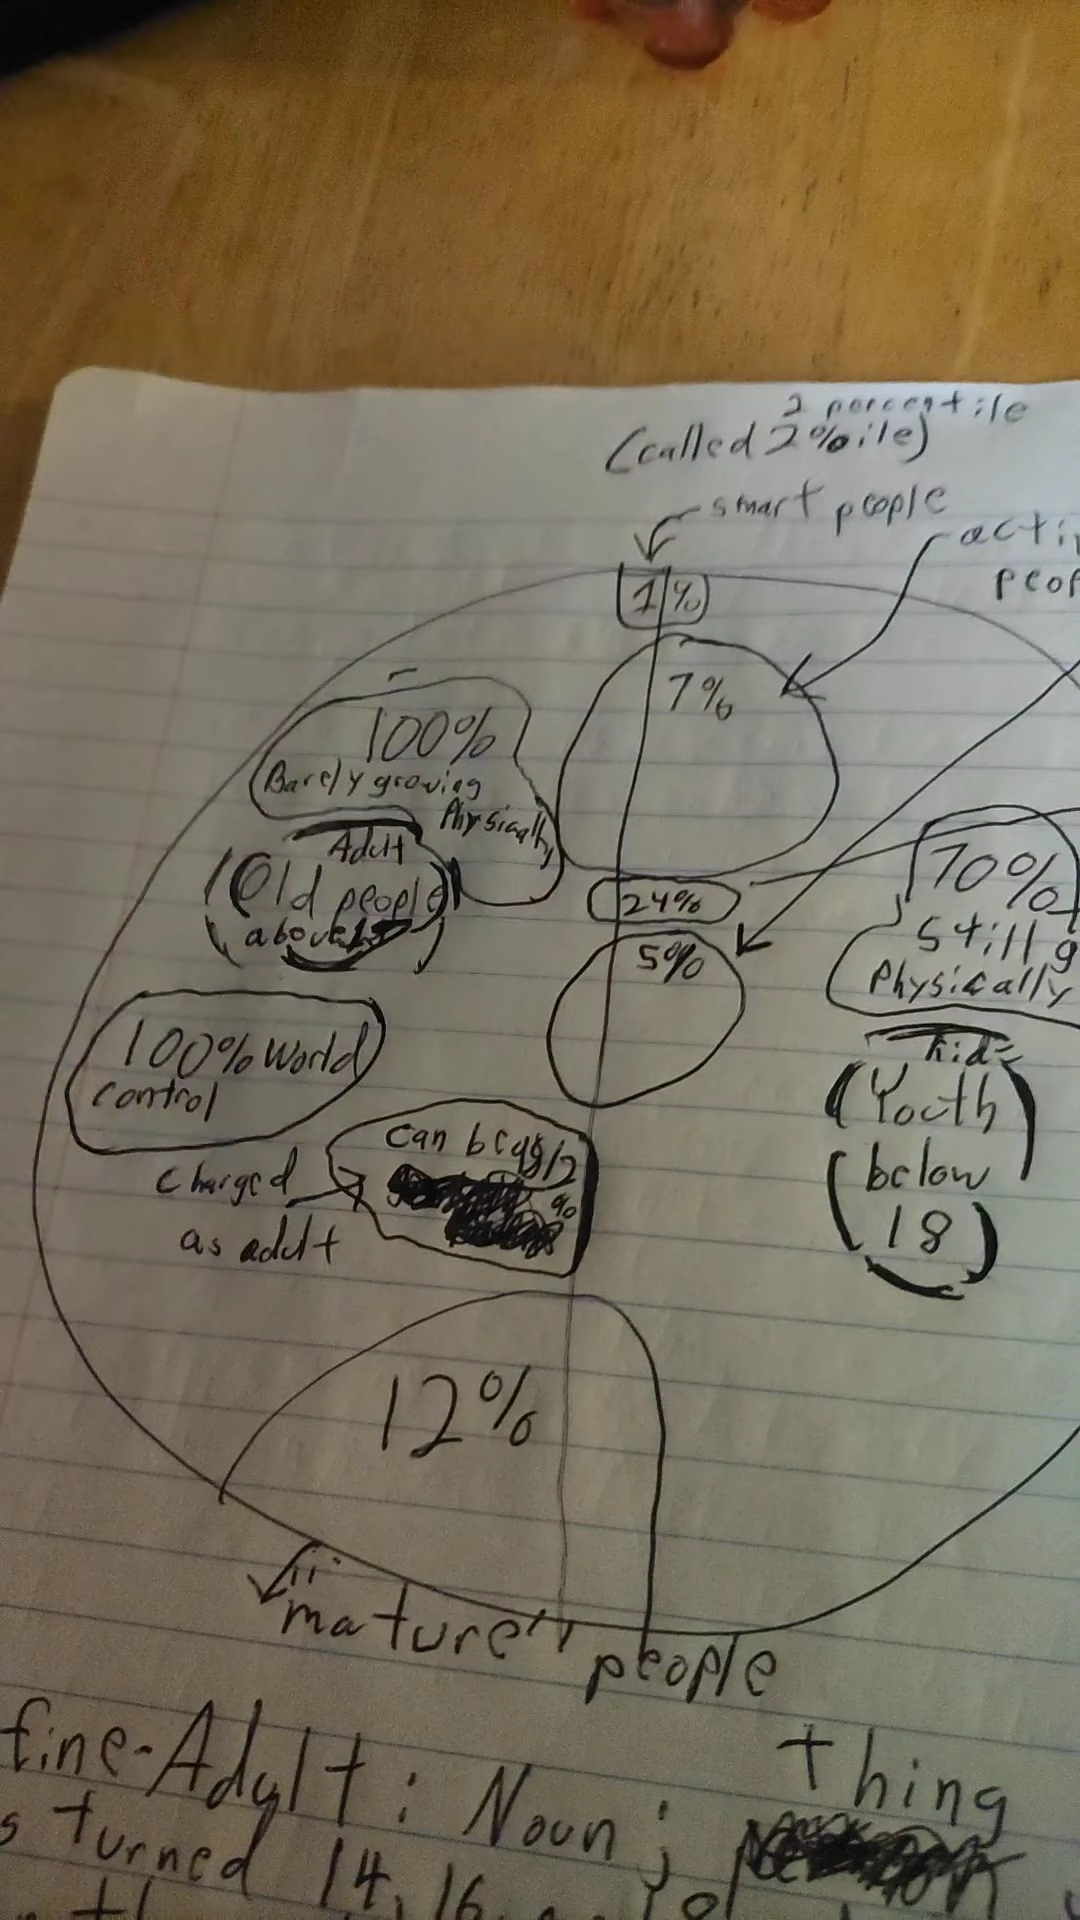 2 percentile
(called 2%ile)
smart people
acti
peop
1%
7%
100%
Barely growing
Physically
Adult
(Old people
above
24%
5%
70%
still g
Physically
kid
(Youth
below
18)
100% World
control
can be
%
charged
as adult
12%
"mature" people
fine-Adult: Noun; thing
s turned 14, 16,